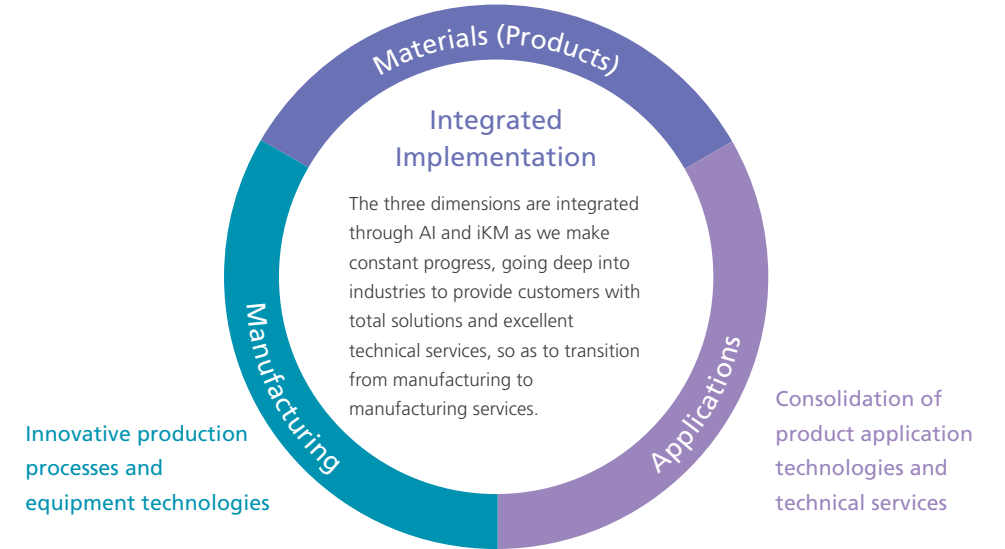 Materials (Products)
Integrated
Implementation
The three dimensions are integrated
through AI and iKM as we make
constant progress, going deep into
industries to provide customers with
total solutions and excellent
technical services, so as to transition
from manufacturing to
manufacturing services.
Manufacturing
Innovative production
processes and
equipment technologies
Applications
Consolidation of
product application
technologies and
technical services